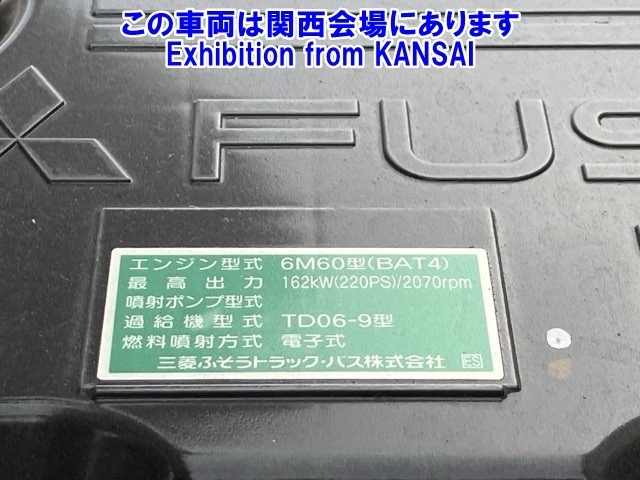 この車両は関西会場にあります
Exhibition from KANSAI
FUS
エンジン型式 6M60型(BAT4)
最高出力 162kW(220PS)/2070rpm
噴射ポンプ型式
過給機型式 TD06-9型
燃料噴射方式 電子式
三菱ふそうトラック・バス株式会社 ES